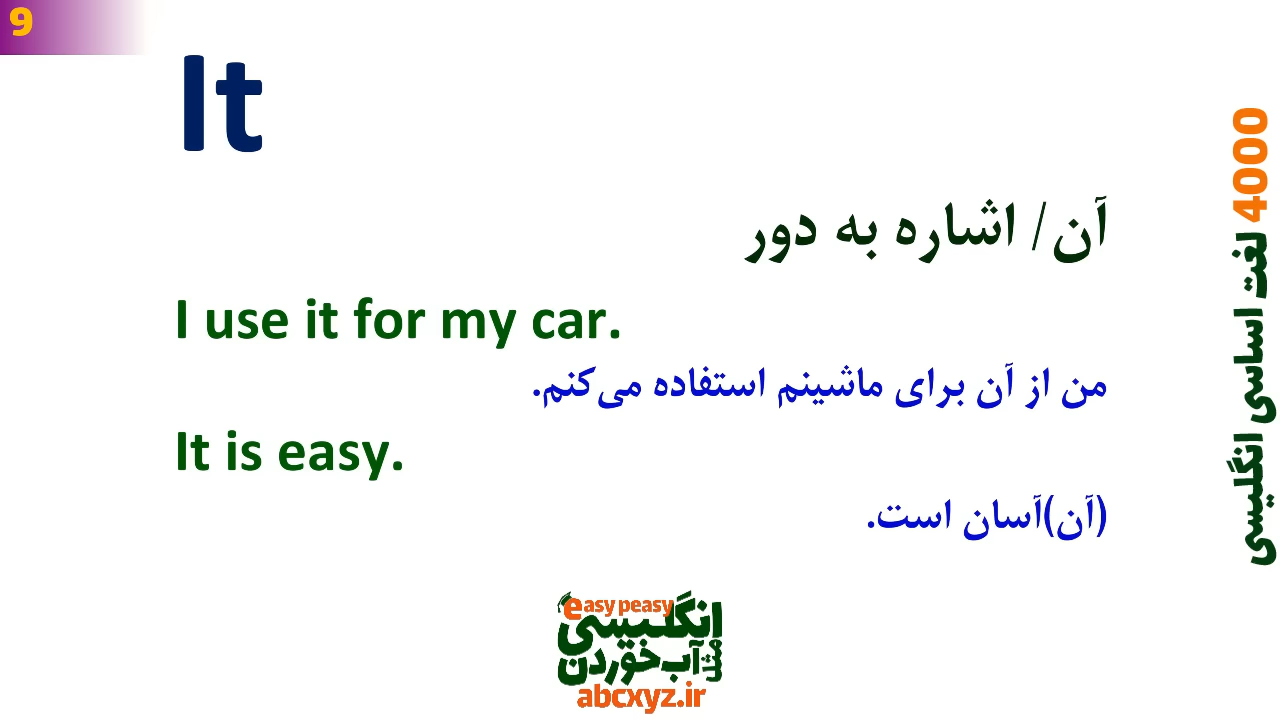 9
It
آن/ اشاره به دور
I use it for my car.
من از آن برای ماشینم استفاده می‌کنم.
It is easy.
(آن)آسان است.
4000 لغت اساسی انگلیسی
easy peasy
انگلیسی
مثل آب خوردن
abcxyz.ir